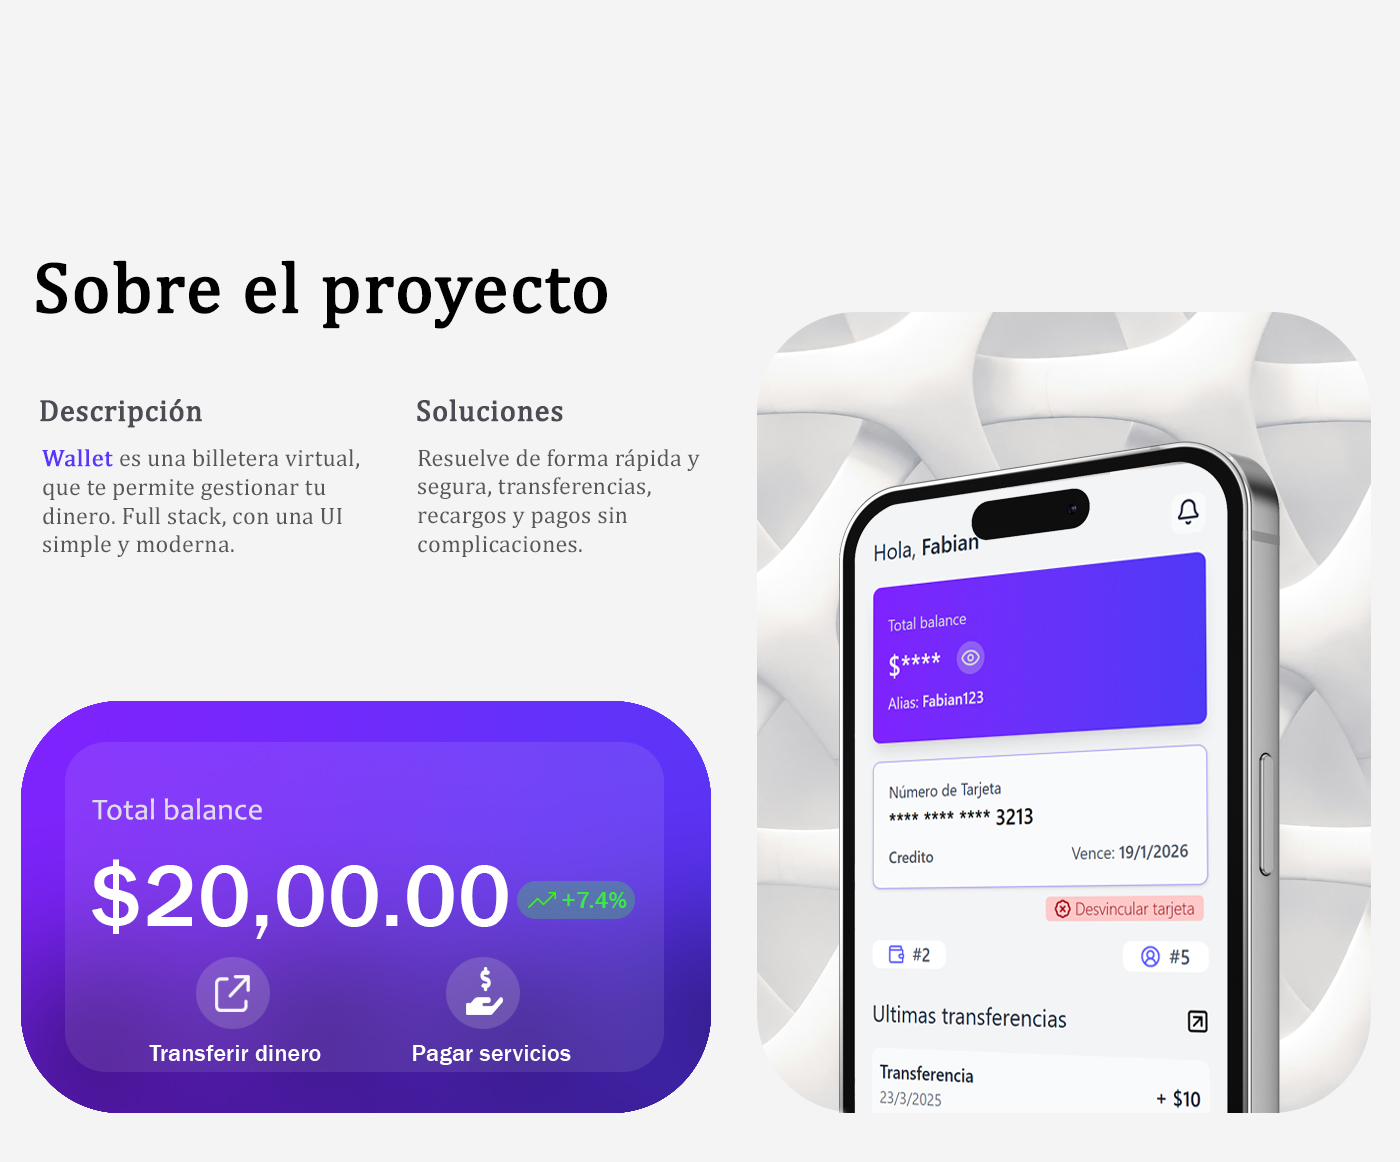 Sobre el proyecto
Descripción
Wallet es una billetera virtual,
que te permite gestionar tu
dinero. Full stack, con una UI
simple y moderna.
Soluciones
Resuelve de forma rápida y
segura, transferencias,
recargos y pagos sin
complicaciones.
Total balance
$20,00.00
+7.4%
Transferir dinero
Pagar servicios
Hola, Fabian
Total balance
$****
Alias: Fabian123
Número de Tarjeta
**** **** **** 3213
Credito
Vence: 19/1/2026
Desvincular tarjeta
#2
#5
Ultimas transferencias
Transferencia
23/3/2025
+ $10